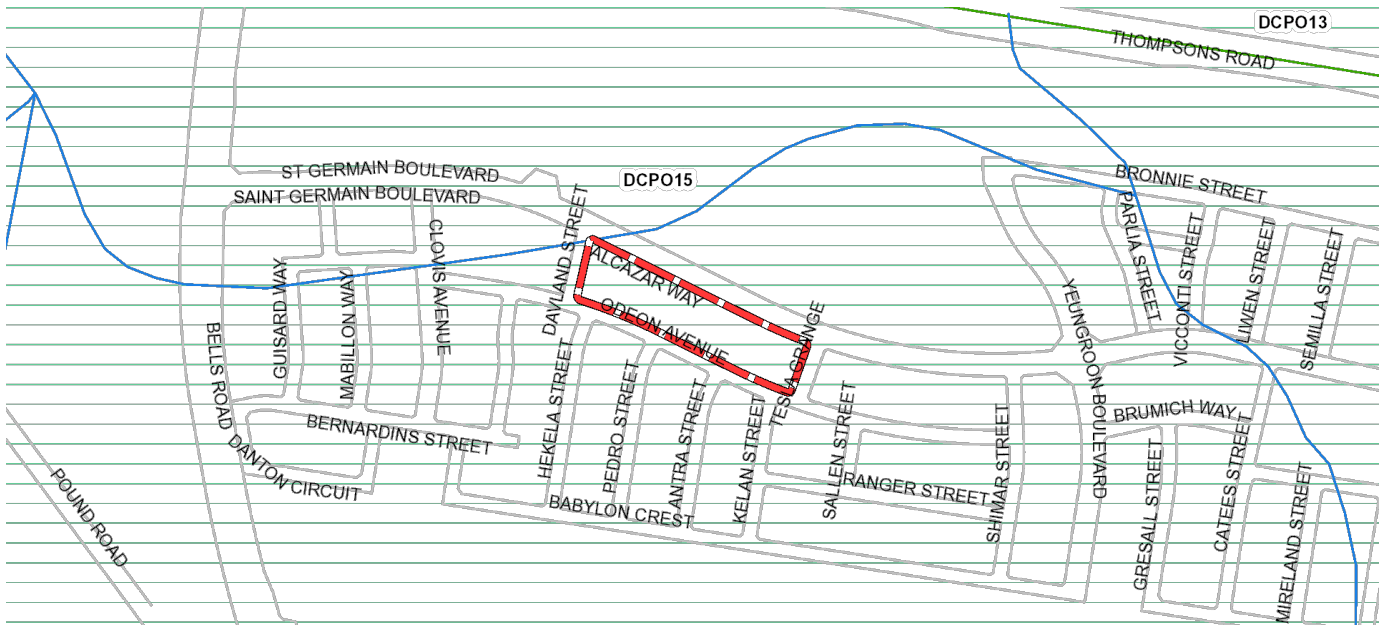 DCPO13
THOMPSONS ROAD
ST GERMAIN BOULEVARD
DCPO15
BRONNIE STREET
SAINT GERMAIN BOULEVARD
PARLIA STREET
DAVLAND STREET
CLOVIS AVENUE
VICCONTI STREET
LIWEN STREET
SEMILLA STREET
ALCAZAR WAY
GUISARD WAY
MABILLON WAY
ODEON AVENUE
YEUNGROON BOULEVARD
BELLS ROAD
HEKELA STREET
PEDRO STREET
ANTRA STREET
KELAN STREET
SALLEN STREET
SHIMAR STREET
BRUMICH WAY
BERNARDINS STREET
DANTON CIRCUIT
RANGER STREET
GRESALL STREET
CATEES STREET
MIRELAND STREET
POUND ROAD
BABYLON CREST